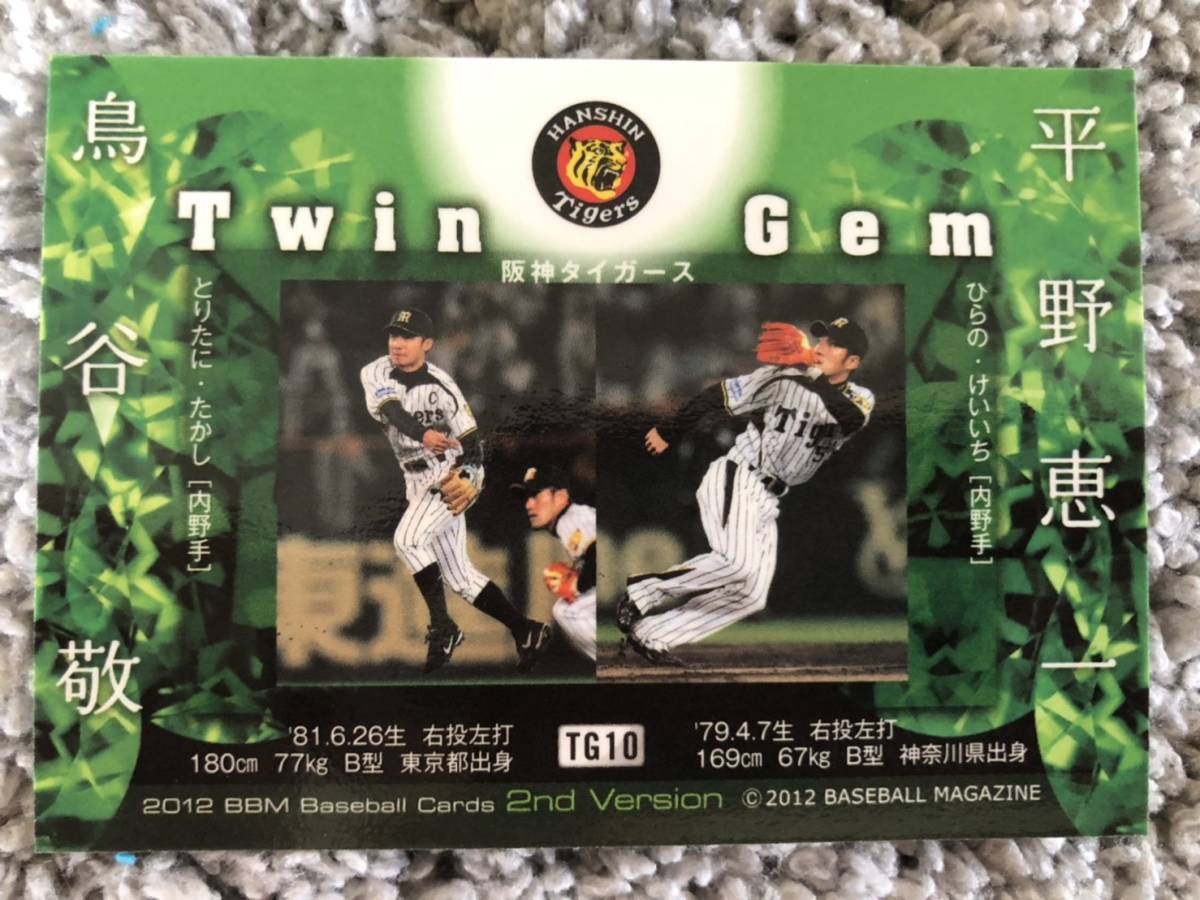 HANSHIN
Tigers
Twin Gem
阪神タイガース
鳥谷敬
とりたに・たかし [内野手]
平野恵一
ひらの・けいいち [内野手]
C
ers
Tig
'81.6.26生 右投左打
180cm 77kg B型 東京都出身
TG10
'79.4.7生 右投左打
169cm 67kg B型 神奈川県出身
2012 BBM Baseball Cards 2nd Version ©2012 BASEBALL MAGAZINE